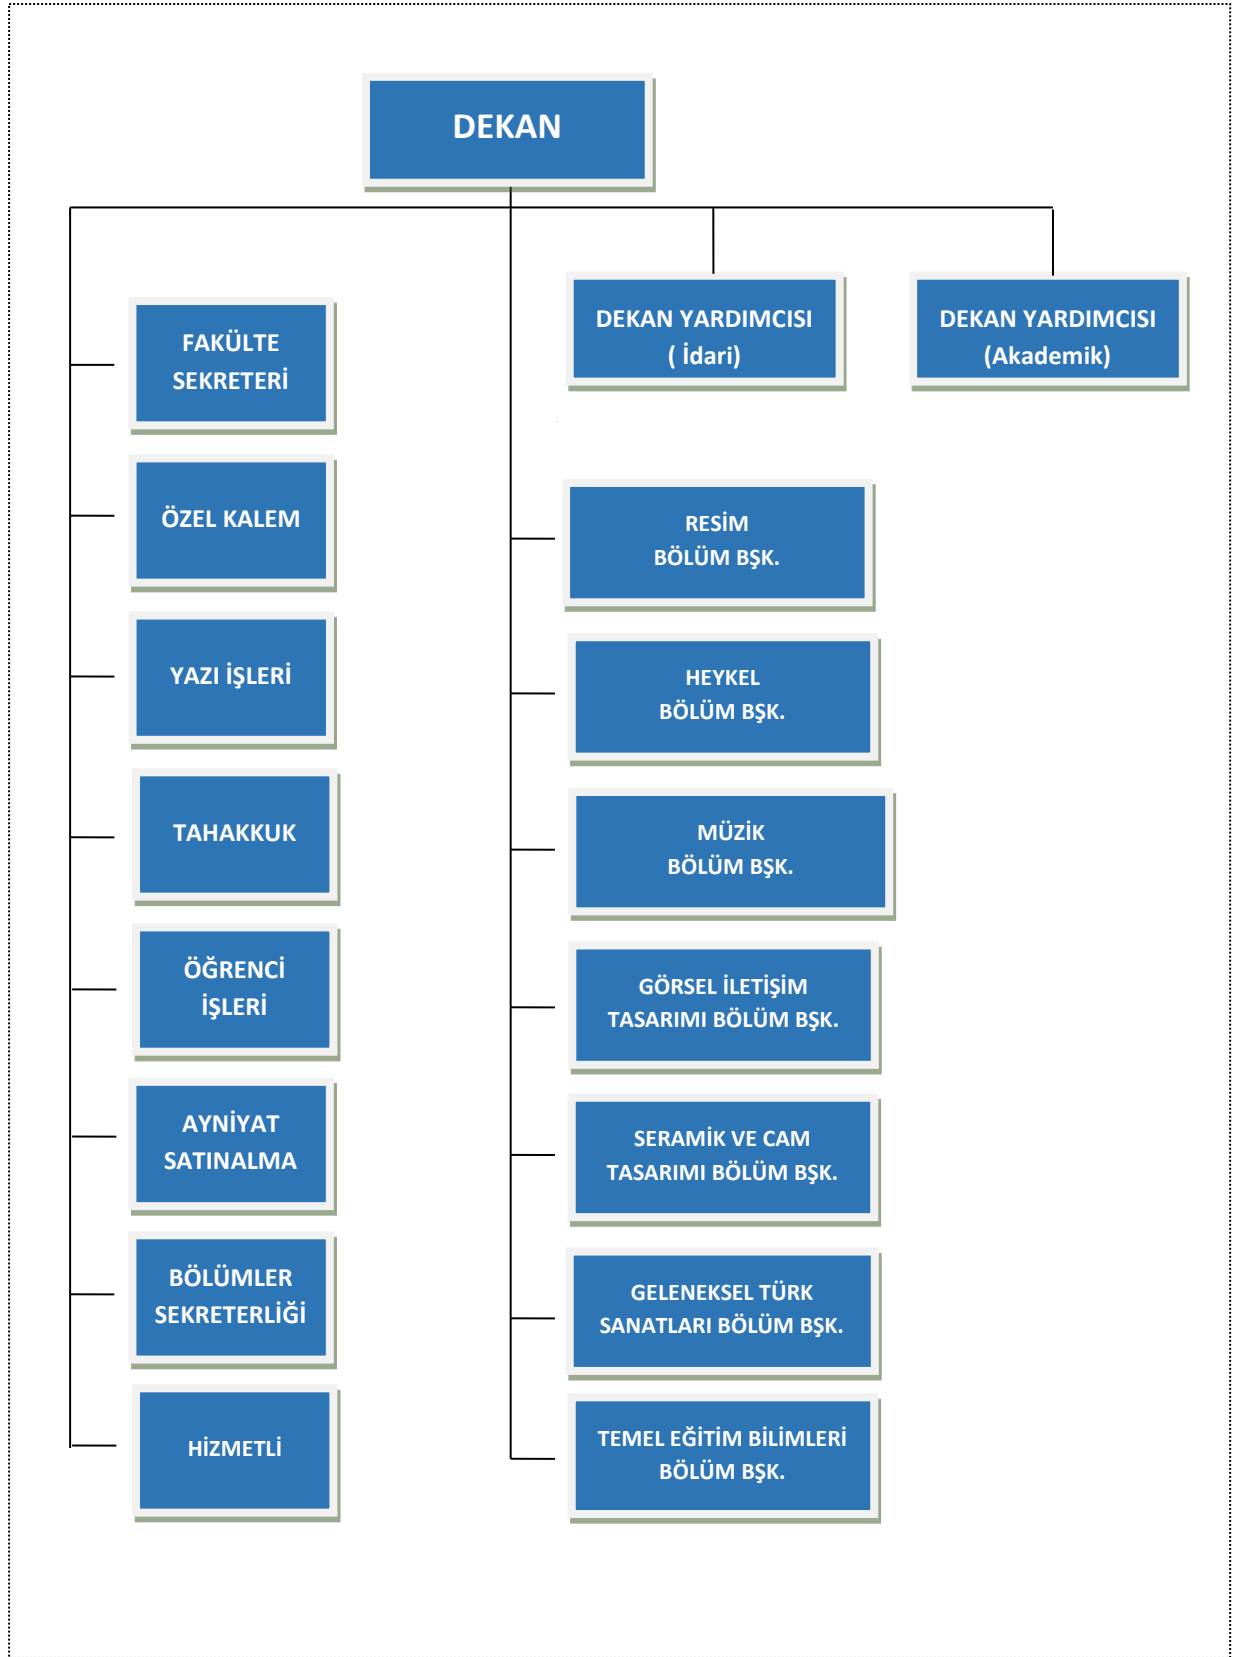 DEKAN
DEKAN YARDIMCISI
( İdari)
DEKAN YARDIMCISI
(Akademik)
FAKÜLTE
SEKRETERİ
ÖZEL KALEM
YAZI İŞLERİ
TAHAKKUK
ÖĞRENCİ
İŞLERİ
AYNİYAT
SATINALMA
BÖLÜMLER
SEKRETERLİĞİ
HİZMETLİ
RESİM
BÖLÜM BŞK.
HEYKEL
BÖLÜM BŞK.
MÜZİK
BÖLÜM BŞK.
GÖRSEL İLETİŞİM
TASARIMI BÖLÜM BŞK.
SERAMİK VE CAM
TASARIMI BÖLÜM BŞK.
GELENEKSEL TÜRK
SANATLARI BÖLÜM BŞK.
TEMEL EĞİTİM BİLİMLERİ
BÖLÜM BŞK.